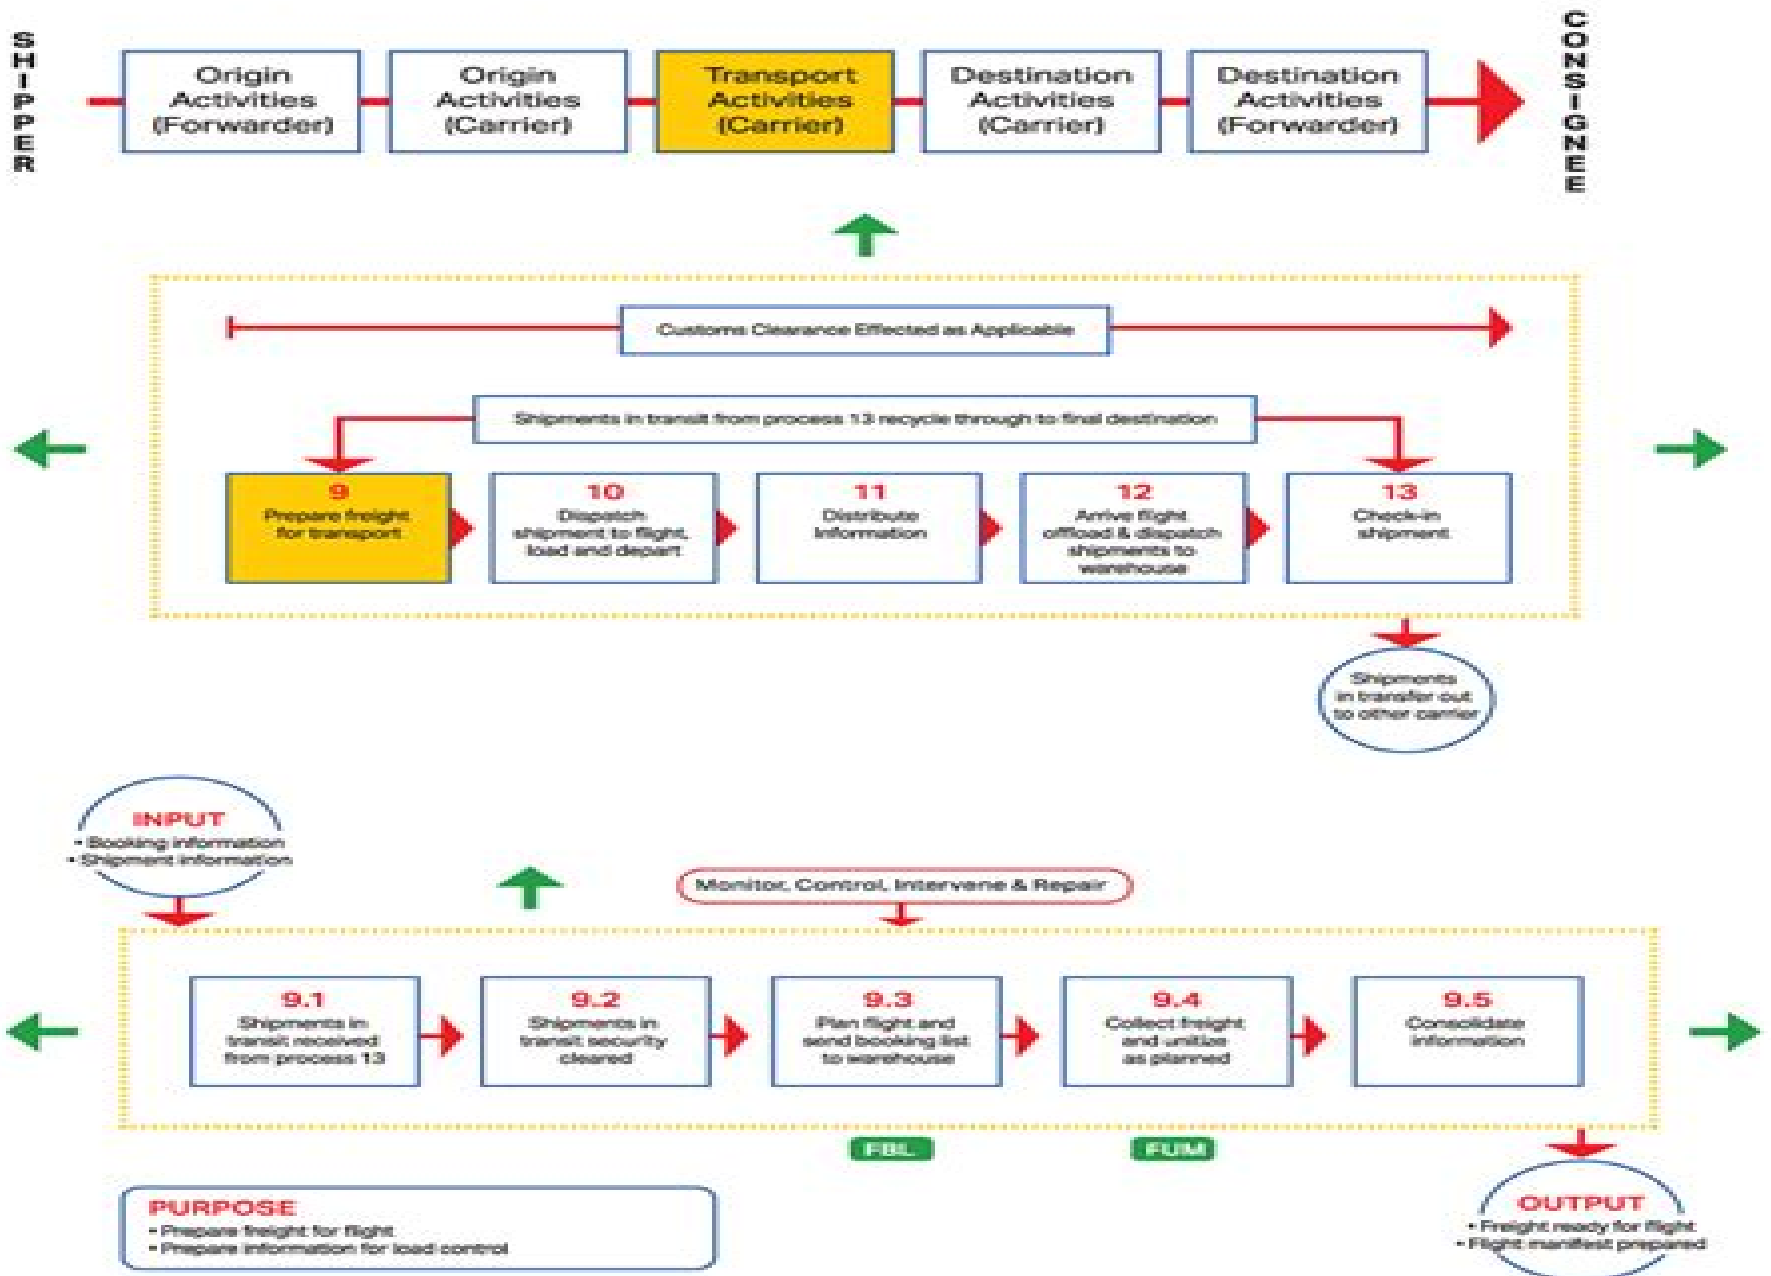 SHIPPER
Origin
Activities
(Forwarder)
Origin
Activities
(Carrier)
Transport
Activities
(Carrier)
Destination
Activities
(Carrier)
Destination
Activities
(Forwarder)
CONSIGNEE
Customs Clearance Effected as Applicable
Shipments in transit from process 13 recycle through to final destination
9
Prepare freight
for transport
10
Dispatch
shipment to flight,
load and depart
11
Distribute
Information
12
Arrive flight
offload & dispatch
shipments to
warehouse
13
Check-in
shipment
Shipments
in transfer out
to other carrier
INPUT
• Booking information
• Shipment information
Monitor, Control, Intervene & Repair
9.1
Shipments in
transit received
from process 13
9.2
Shipments in
transit security
cleared
9.3
Plan flight and
send booking list
to warehouse
9.4
Collect freight
and unitize
as planned
9.5
Consolidate
information
FBL
FUM
PURPOSE
• Prepare freight for flight
• Prepare information for load control
OUTPUT
• Freight ready for flight
• Flight manifest prepared